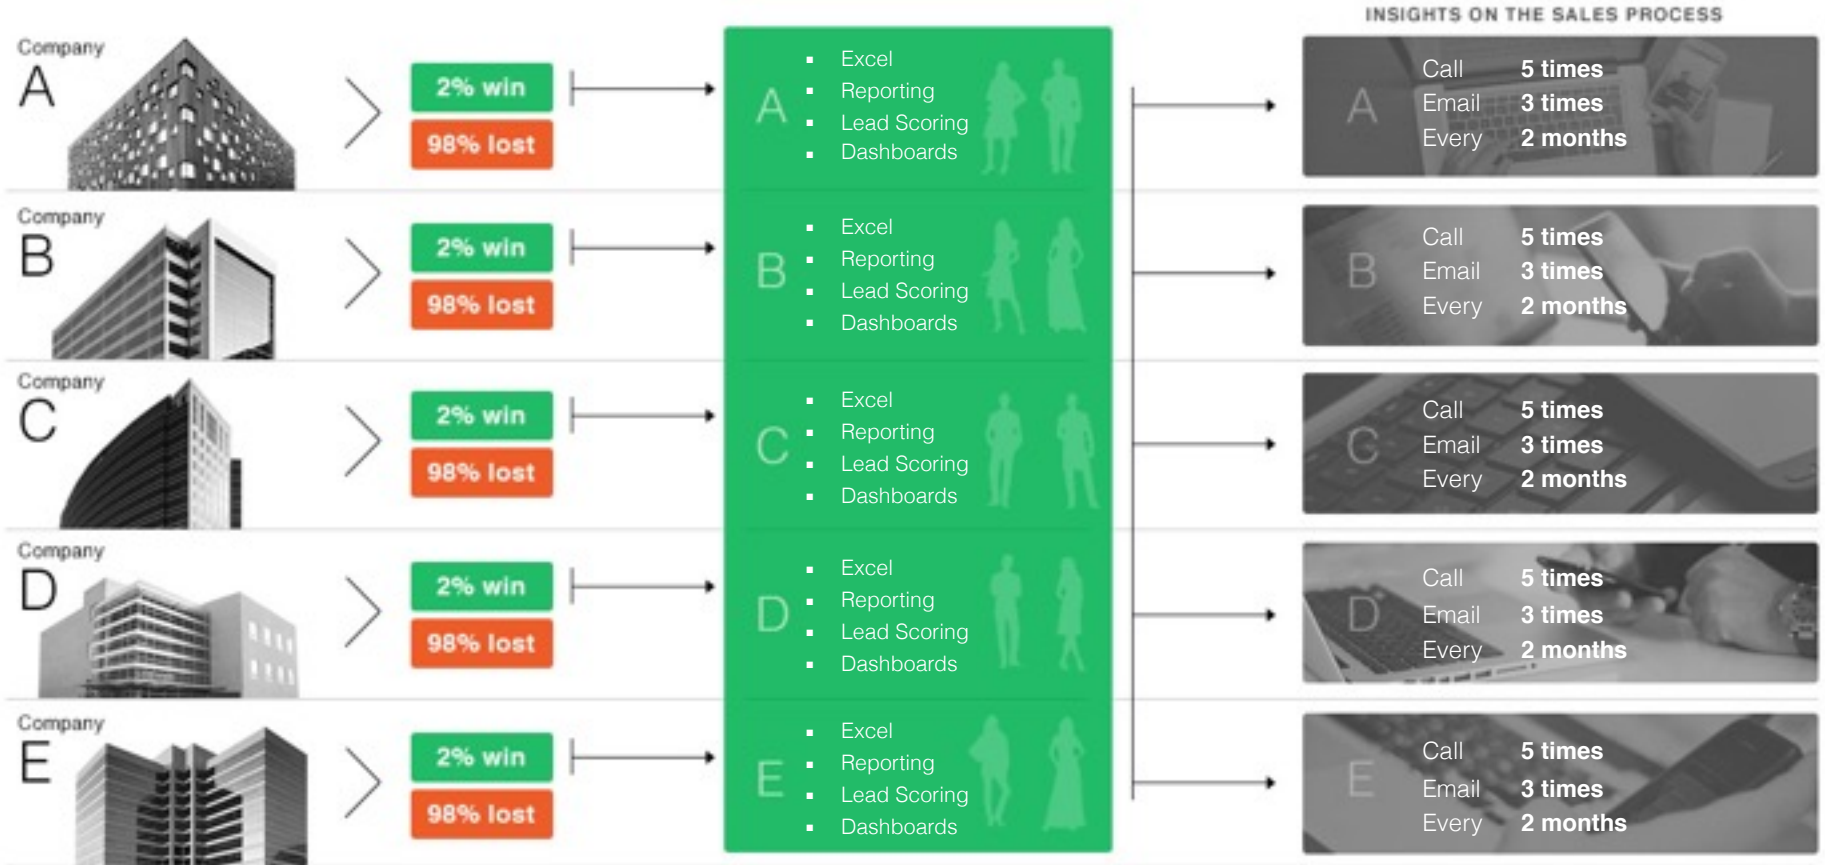 INSIGHTS ON THE SALES PROCESS
Company
A
2% win
98% lost
A
Excel
Reporting
Lead Scoring
Dashboards
A
Call 5 times
Email 3 times
Every 2 months
Company
B
2% win
98% lost
B
Excel
Reporting
Lead Scoring
Dashboards
B
Call 5 times
Email 3 times
Every 2 months
Company
C
2% win
98% lost
C
Excel
Reporting
Lead Scoring
Dashboards
C
Call 5 times
Email 3 times
Every 2 months
Company
D
2% win
98% lost
D
Excel
Reporting
Lead Scoring
Dashboards
D
Call 5 times
Email 3 times
Every 2 months
Company
E
2% win
98% lost
E
Excel
Reporting
Lead Scoring
Dashboards
E
Call 5 times
Email 3 times
Every 2 months